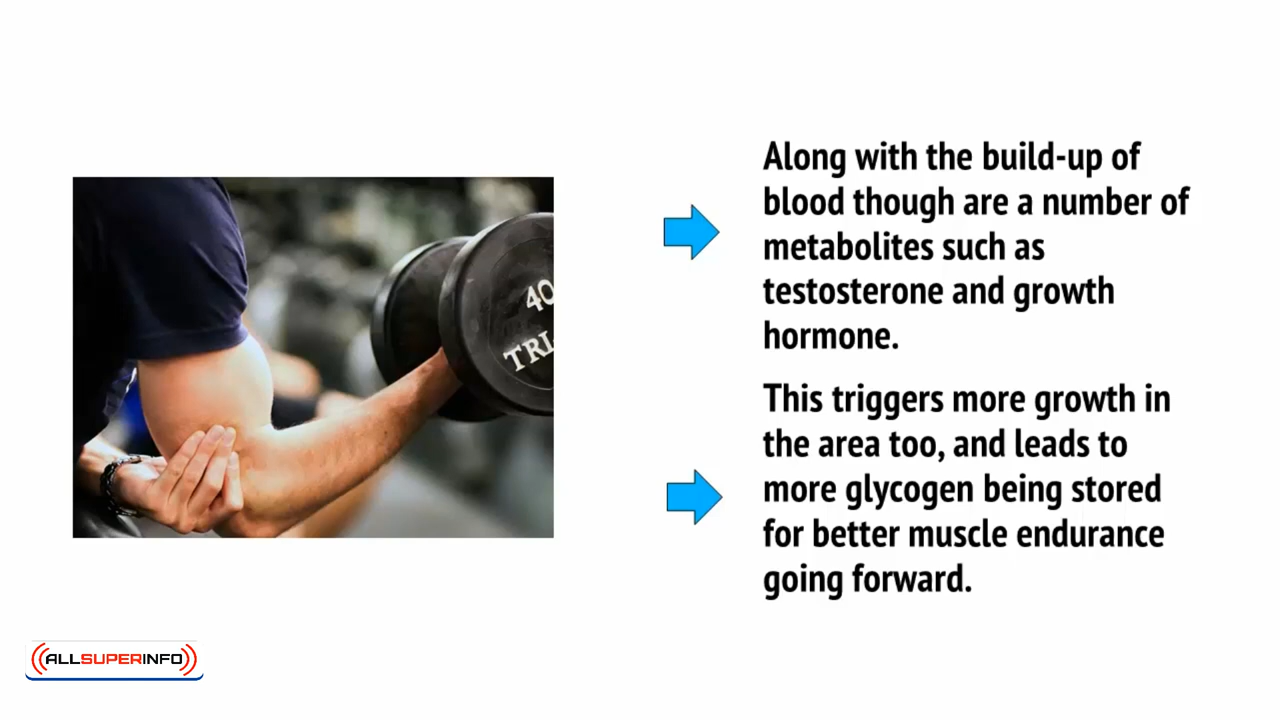 Along with the build-up of
blood though are a number of
metabolites such as
testosterone and growth
hormone.
This triggers more growth in
the area too, and leads to
more glycogen being stored
for better muscle endurance
going forward.
40
TRI
ALLSUPERINFO